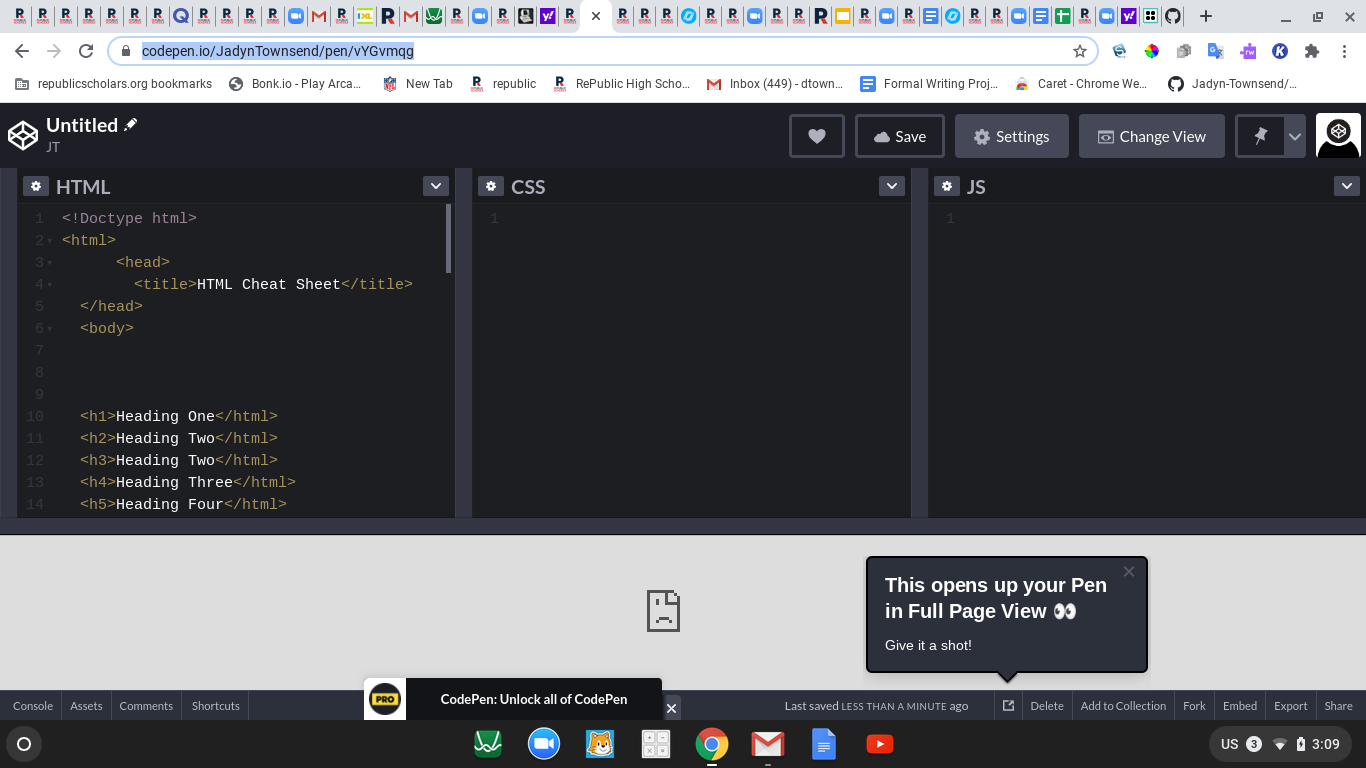 codepen.io/JadynTownsend/pen/vYGvmqg
republicscholars.org bookmarks
Bonk.io - Play Arca...
New Tab
republic
RePublic High Scho...
Inbox (449) - dtown...
Formal Writing Proj...
Caret - Chrome We...
Jadyn-Townsend/...
Untitled
JT
Save
Settings
Change View
HTML
CSS
JS
1 <!Doctype html>
2 <html>
3 <head>
4 <title>HTML Cheat Sheet</title>
5 </head>
6 <body>
7
8
9
10 <h1>Heading One</html>
11 <h2>Heading Two</html>
12 <h3>Heading Two</html>
13 <h4>Heading Three</html>
14 <h5>Heading Four</html>
1
1
This opens up your Pen
in Full Page View 👀
Give it a shot!
PRO
CodePen: Unlock all of CodePen
Console
Assets
Comments
Shortcuts
Last saved LESS THAN A MINUTE ago
Delete
Add to Collection
Fork
Embed
Export
Share
US
3
3:09